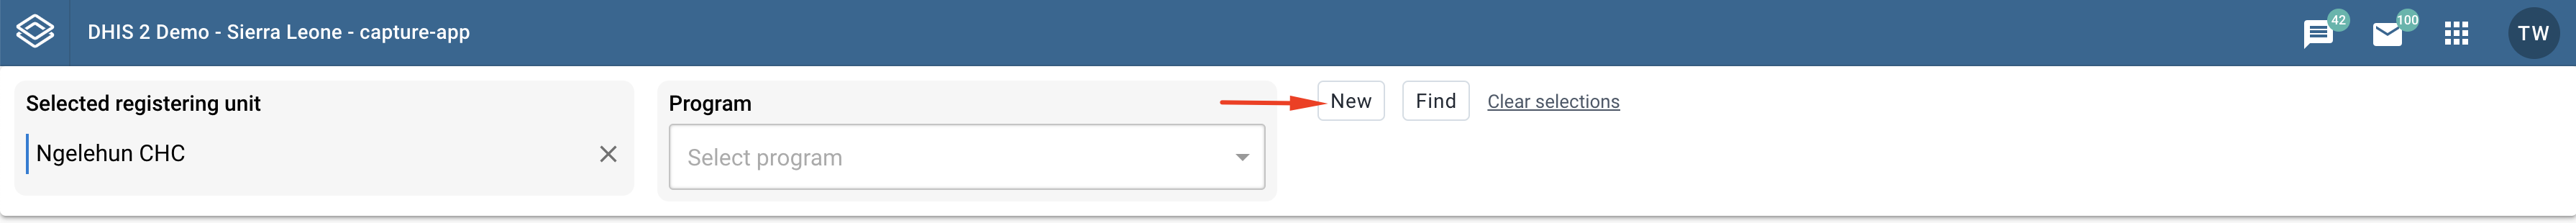 DHIS 2 Demo - Sierra Leone - capture-app
42
100
TW
Selected registering unit
Ngelehun CHC
Program
Select program
New
Find
Clear selections